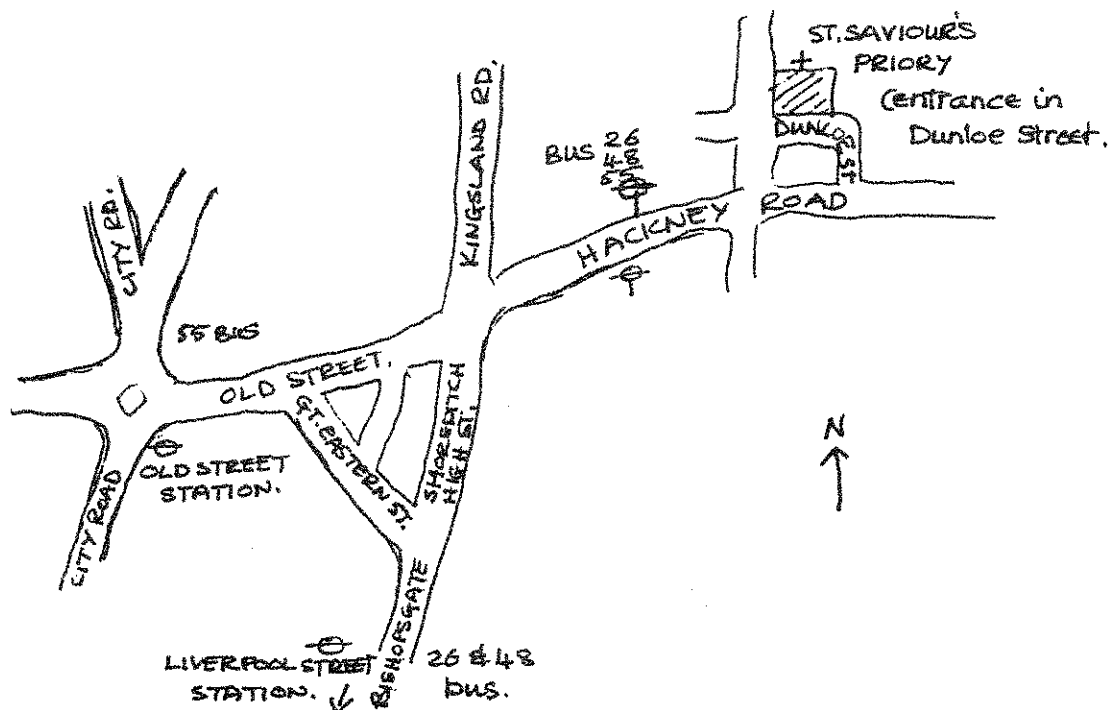 ST. SAVIOUR'S
PRIORY
(entrance in
Dunloe Street.
DUNLOE ST
KINGSLAND RD.
BUS 26
48
55
HACKNEY ROAD
CITY RD.
55 BUS
OLD STREET.
GT. EASTERN ST.
SHOREDITCH
HIGH ST.
N
OLD STREET
STATION.
CITY ROAD
BISHOPSGATE
LIVERPOOL STREET
STATION.
26 & 48
bus.